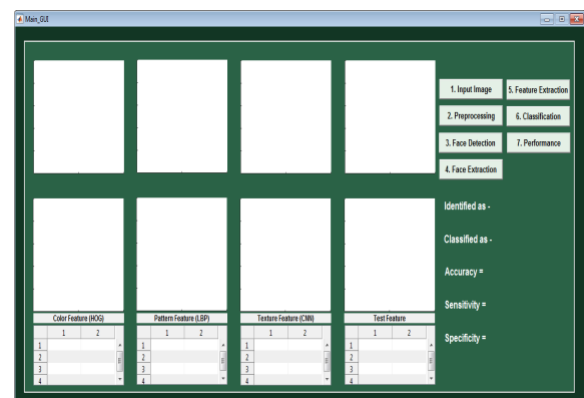 Main_GUI
1. Input Image
5. Feature Extraction
2. Preprocessing
6. Classification
3. Face Detection
7. Performance
4. Face Extraction
Identified as -
Classified as -
Accuracy =
Sensitivity =
Specificity =
Color Feature (HOG)
Pattern Feature (LBP)
Texture Feature (CNN)
Test Feature
1 2
1 2
1 2
1 2
1
2
3
4
1
2
3
4
1
2
3
4
1
2
3
4